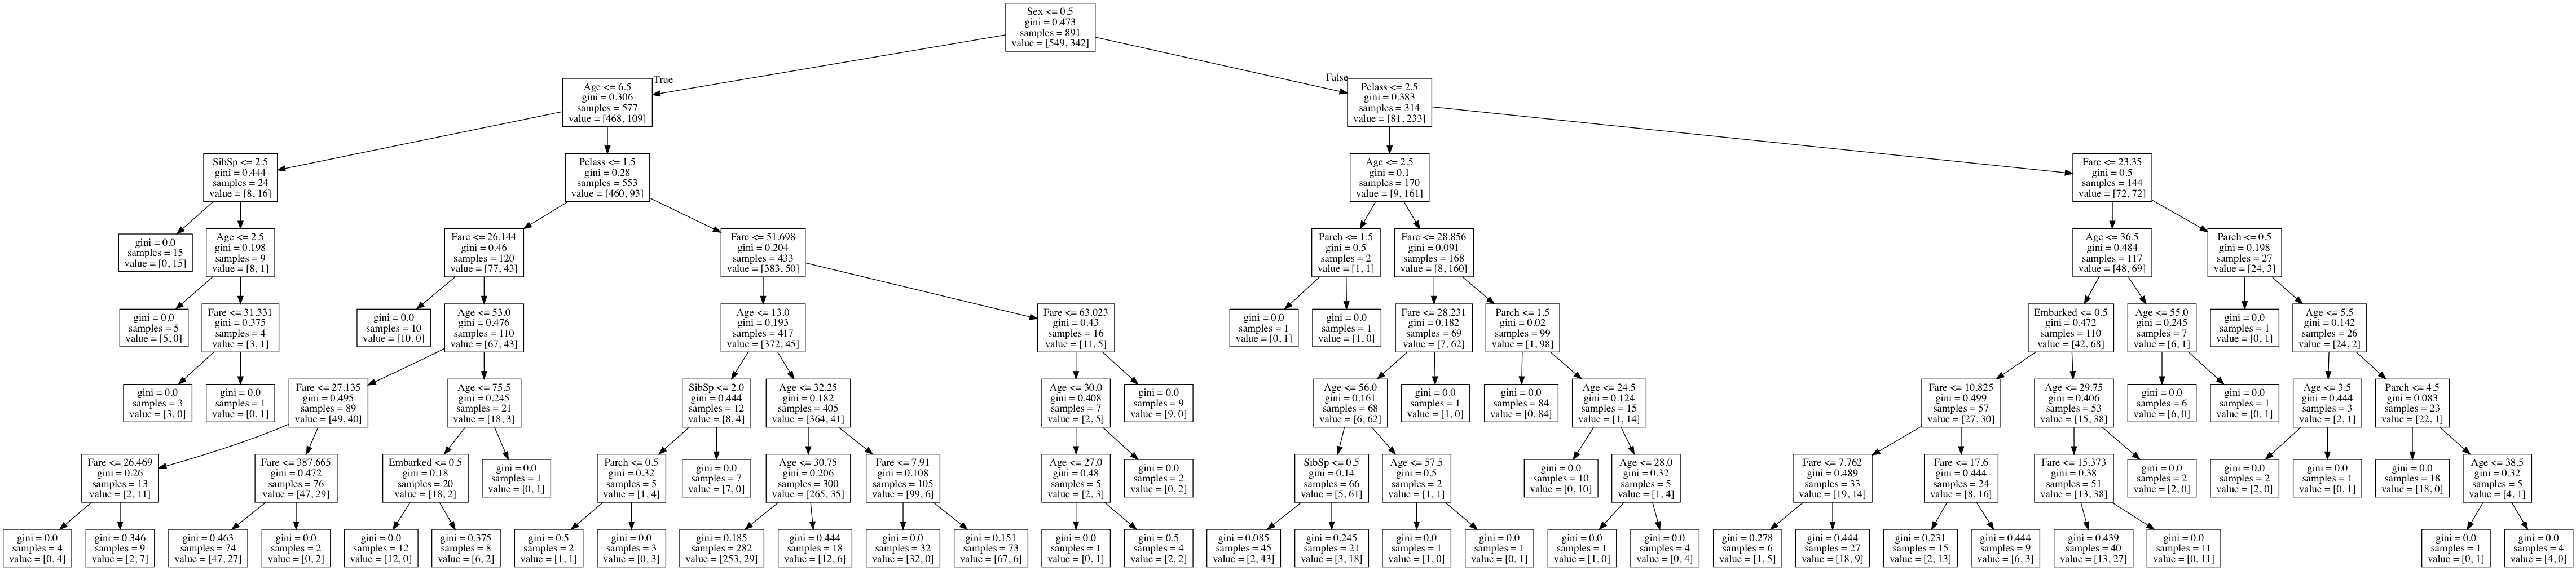 Sex <= 0.5
gini = 0.473
samples = 891
value = [549, 342]
True
False
Age <= 6.5
gini = 0.306
samples = 577
value = [468, 109]
Pclass <= 2.5
gini = 0.383
samples = 314
value = [81, 233]
SibSp <= 2.5
gini = 0.444
samples = 24
value = [8, 16]
Pclass <= 1.5
gini = 0.28
samples = 553
value = [460, 93]
Age <= 2.5
gini = 0.1
samples = 170
value = [9, 161]
Fare <= 23.35
gini = 0.5
samples = 144
value = [72, 72]
gini = 0.0
samples = 15
value = [0, 15]
Age <= 2.5
gini = 0.198
samples = 9
value = [8, 1]
Fare <= 26.144
gini = 0.46
samples = 120
value = [77, 43]
Fare <= 51.698
gini = 0.204
samples = 433
value = [383, 50]
Parch <= 1.5
gini = 0.5
samples = 2
value = [1, 1]
Fare <= 28.856
gini = 0.091
samples = 168
value = [8, 160]
Age <= 36.5
gini = 0.484
samples = 117
value = [48, 69]
Parch <= 0.5
gini = 0.198
samples = 27
value = [24, 3]
gini = 0.0
samples = 5
value = [5, 0]
Fare <= 31.331
gini = 0.375
samples = 4
value = [3, 1]
gini = 0.0
samples = 10
value = [10, 0]
Age <= 53.0
gini = 0.476
samples = 110
value = [67, 43]
Age <= 13.0
gini = 0.193
samples = 417
value = [372, 45]
Fare <= 63.023
gini = 0.43
samples = 16
value = [11, 5]
gini = 0.0
samples = 1
value = [0, 1]
gini = 0.0
samples = 1
value = [1, 0]
Fare <= 28.231
gini = 0.182
samples = 69
value = [7, 62]
Parch <= 1.5
gini = 0.02
samples = 99
value = [1, 98]
Embarked <= 0.5
gini = 0.472
samples = 110
value = [42, 68]
Age <= 55.0
gini = 0.245
samples = 7
value = [6, 1]
gini = 0.0
samples = 1
value = [0, 1]
Age <= 5.5
gini = 0.142
samples = 26
value = [24, 2]
gini = 0.0
samples = 3
value = [3, 0]
gini = 0.0
samples = 1
value = [0, 1]
Fare <= 27.135
gini = 0.495
samples = 89
value = [49, 40]
Age <= 75.5
gini = 0.245
samples = 21
value = [18, 3]
SibSp <= 2.0
gini = 0.444
samples = 12
value = [8, 4]
Age <= 32.25
gini = 0.182
samples = 405
value = [364, 41]
Age <= 30.0
gini = 0.408
samples = 7
value = [2, 5]
gini = 0.0
samples = 9
value = [9, 0]
Age <= 56.0
gini = 0.161
samples = 68
value = [6, 62]
gini = 0.0
samples = 1
value = [1, 0]
gini = 0.0
samples = 84
value = [0, 84]
Age <= 24.5
gini = 0.124
samples = 15
value = [1, 14]
Fare <= 10.825
gini = 0.499
samples = 57
value = [27, 30]
Age <= 29.75
gini = 0.406
samples = 53
value = [15, 38]
gini = 0.0
samples = 6
value = [6, 0]
gini = 0.0
samples = 1
value = [0, 1]
Age <= 3.5
gini = 0.444
samples = 3
value = [2, 1]
Parch <= 4.5
gini = 0.083
samples = 23
value = [22, 1]
Fare <= 26.469
gini = 0.26
samples = 13
value = [2, 11]
Fare <= 387.665
gini = 0.472
samples = 76
value = [47, 29]
Embarked <= 0.5
gini = 0.18
samples = 20
value = [18, 2]
gini = 0.0
samples = 1
value = [0, 1]
Parch <= 0.5
gini = 0.32
samples = 5
value = [1, 4]
gini = 0.0
samples = 7
value = [7, 0]
Age <= 30.75
gini = 0.206
samples = 300
value = [265, 35]
Fare <= 7.91
gini = 0.108
samples = 105
value = [99, 6]
Age <= 27.0
gini = 0.48
samples = 5
value = [2, 3]
gini = 0.0
samples = 2
value = [0, 2]
SibSp <= 0.5
gini = 0.14
samples = 66
value = [5, 61]
Age <= 57.5
gini = 0.5
samples = 2
value = [1, 1]
gini = 0.0
samples = 10
value = [0, 10]
Age <= 28.0
gini = 0.32
samples = 5
value = [1, 4]
Fare <= 7.762
gini = 0.489
samples = 33
value = [19, 14]
Fare <= 17.6
gini = 0.444
samples = 24
value = [8, 16]
Fare <= 15.373
gini = 0.38
samples = 51
value = [13, 38]
gini = 0.0
samples = 2
value = [2, 0]
gini = 0.0
samples = 2
value = [2, 0]
gini = 0.0
samples = 1
value = [0, 1]
gini = 0.0
samples = 18
value = [18, 0]
Age <= 38.5
gini = 0.32
samples = 5
value = [4, 1]
gini = 0.0
samples = 4
value = [0, 4]
gini = 0.346
samples = 9
value = [2, 7]
gini = 0.463
samples = 74
value = [47, 27]
gini = 0.0
samples = 2
value = [0, 2]
gini = 0.0
samples = 12
value = [12, 0]
gini = 0.375
samples = 8
value = [6, 2]
gini = 0.5
samples = 2
value = [1, 1]
gini = 0.0
samples = 3
value = [0, 3]
gini = 0.185
samples = 282
value = [253, 29]
gini = 0.444
samples = 18
value = [12, 6]
gini = 0.0
samples = 32
value = [32, 0]
gini = 0.151
samples = 73
value = [67, 6]
gini = 0.0
samples = 1
value = [0, 1]
gini = 0.5
samples = 4
value = [2, 2]
gini = 0.085
samples = 45
value = [2, 43]
gini = 0.245
samples = 21
value = [3, 18]
gini = 0.0
samples = 1
value = [1, 0]
gini = 0.0
samples = 1
value = [0, 1]
gini = 0.0
samples = 1
value = [1, 0]
gini = 0.0
samples = 4
value = [0, 4]
gini = 0.278
samples = 6
value = [1, 5]
gini = 0.444
samples = 27
value = [18, 9]
gini = 0.231
samples = 15
value = [2, 13]
gini = 0.444
samples = 9
value = [6, 3]
gini = 0.439
samples = 40
value = [13, 27]
gini = 0.0
samples = 11
value = [0, 11]
gini = 0.0
samples = 1
value = [0, 1]
gini = 0.0
samples = 4
value = [4, 0]